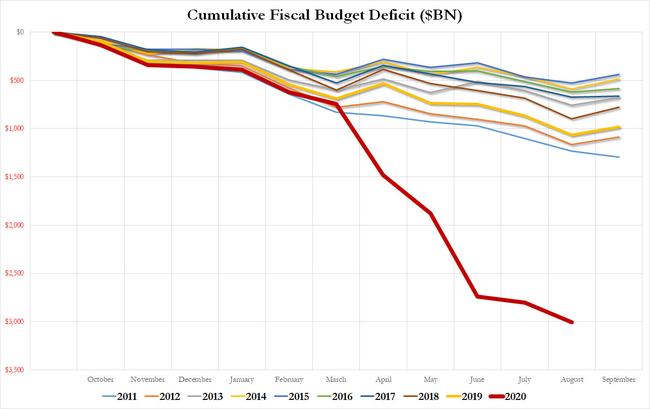 Cumulative Fiscal Budget Deficit ($BN)
$0
$500
$1,000
$1,500
$2,000
$2,500
$3,000
$3,500
October November December January February March April May June July August September
2011 2012 2013 2014 2015 2016 2017 2018 2019 2020